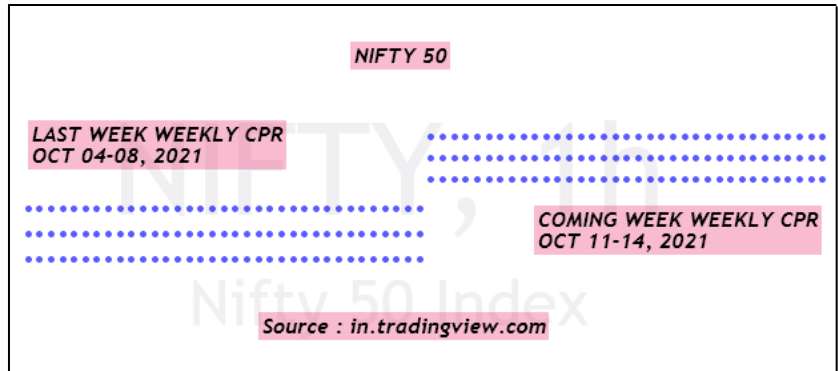 NIFTY 50
LAST WEEK WEEKLY CPR
OCT 04-08, 2021
NIFTY, 1h
COMING WEEK WEEKLY CPR
OCT 11-14, 2021
Nifty 50 Index
Source : in.tradingview.com